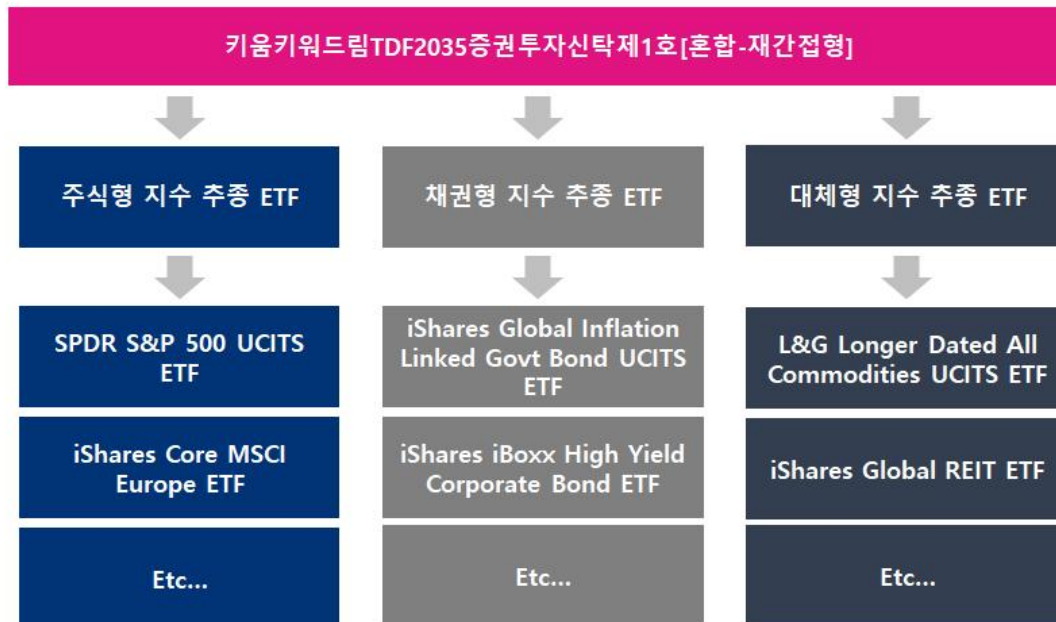 키움키워드림TDF2035증권투자신탁제1호[혼합-재간접형]
주식형 지수 추종 ETF
채권형 지수 추종 ETF
대체형 지수 추종 ETF
SPDR S&P 500 UCITS
ETF
iShares Global Inflation
Linked Govt Bond UCITS
ETF
L&G Longer Dated All
Commodities UCITS ETF
iShares Core MSCI
Europe ETF
iShares iBoxx High Yield
Corporate Bond ETF
iShares Global REIT ETF
Etc...
Etc...
Etc...